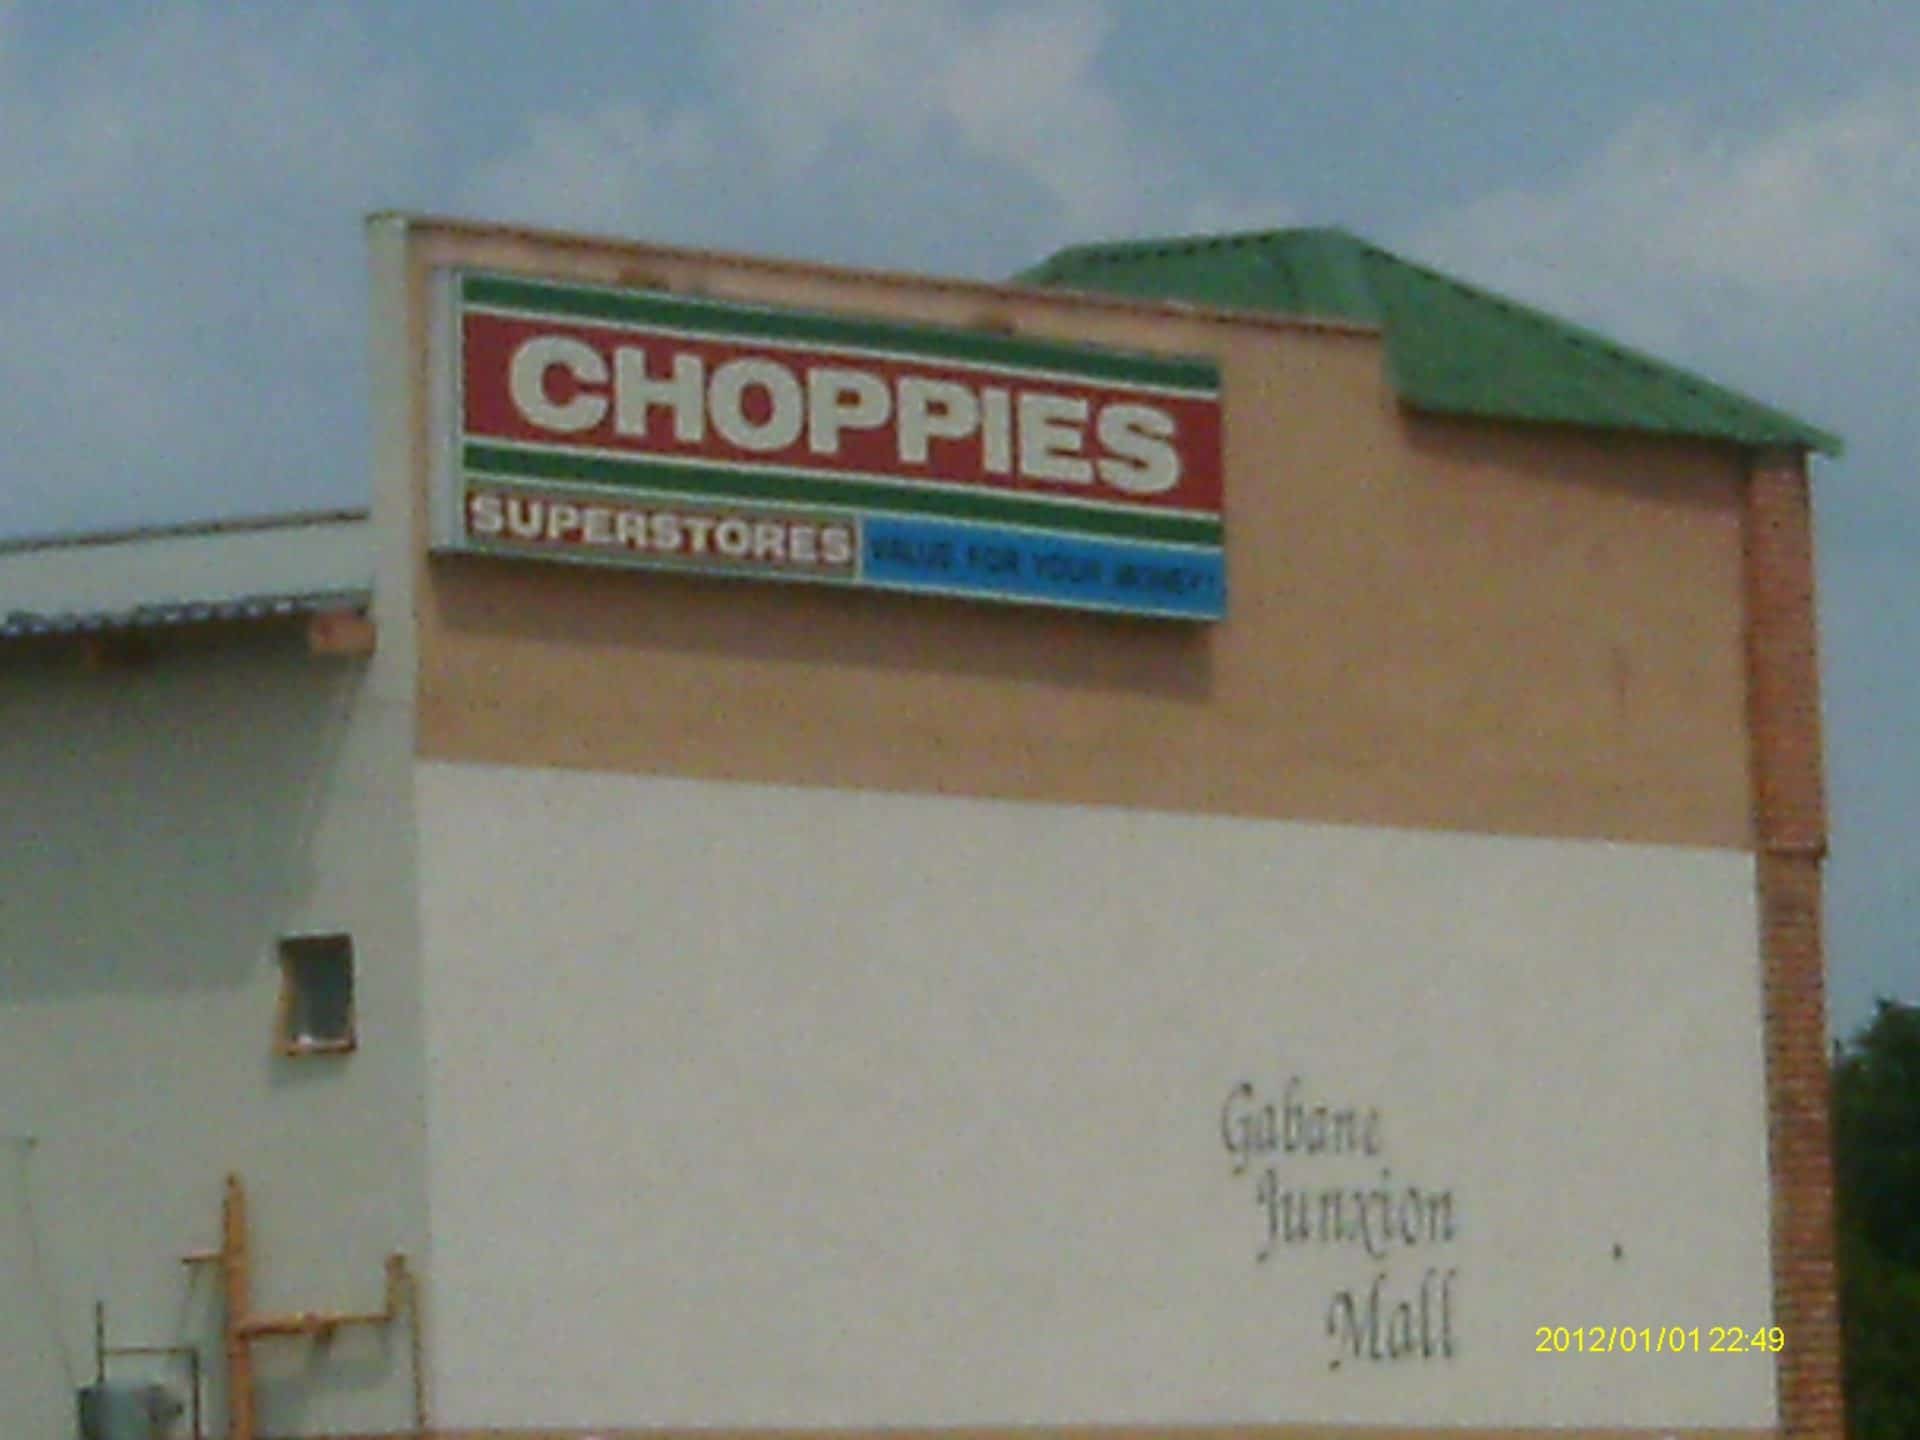 CHOPPIES
SUPERSTORES VALUE FOR YOUR MONEY!
Gabane
Junxion
Mall
2012/01/01 22:49